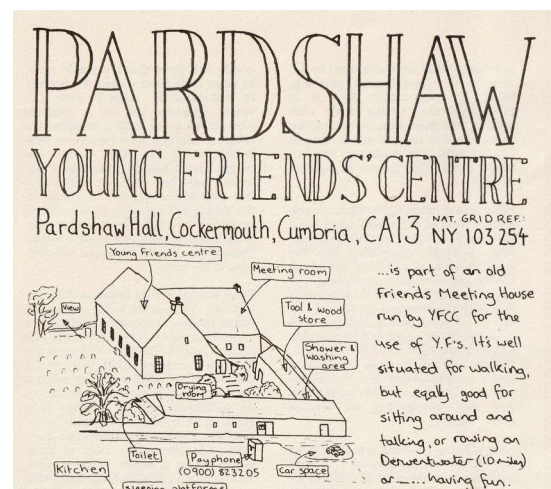 PARDSHAW
YOUNG FRIENDS' CENTRE
Pardshaw Hall, Cockermouth, Cumbria, CA13
NAT. GRID REF.:
NY 103 254
Young Friends centre
Meeting room
View
Tool & wood
store
Shower &
washing
area
Drying
room
Toilet
Payphone
(0900) 823205
Car space
Kitchen
sleeping platforms
...is part of an old
Friends Meeting House
run by YFCC for the
use of Y.F's. It's well
situated for walking,
but eqally good for
sitting around and
talking, or rowing on
Derwentwater (10 miles)
or......having fun.